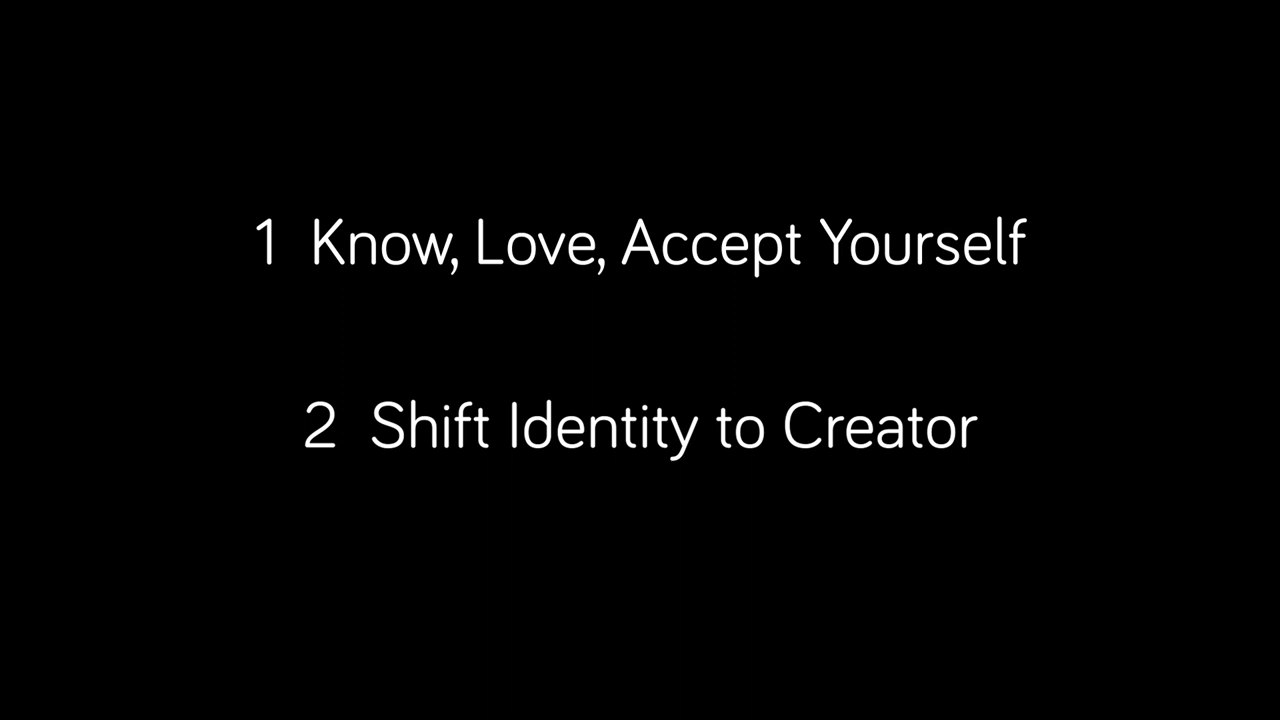 1 Know, Love, Accept Yourself
2 Shift Identity to Creator